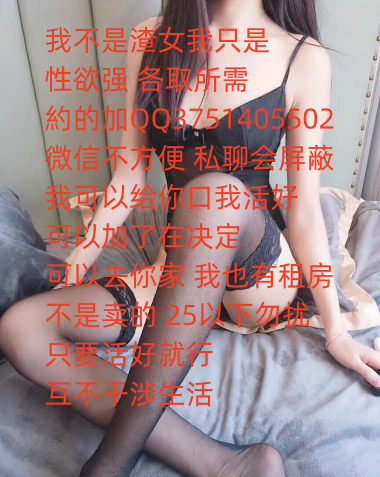 我不是渣女我只是
性欲强 各取所需
約的加QQ3751405502
微信不方便 私聊会屏蔽
我可以给你口我活好
可以加了在决定
可以去你家 我也有租房
不是卖的 25以下勿扰
只要活好就行
互不干涉生活